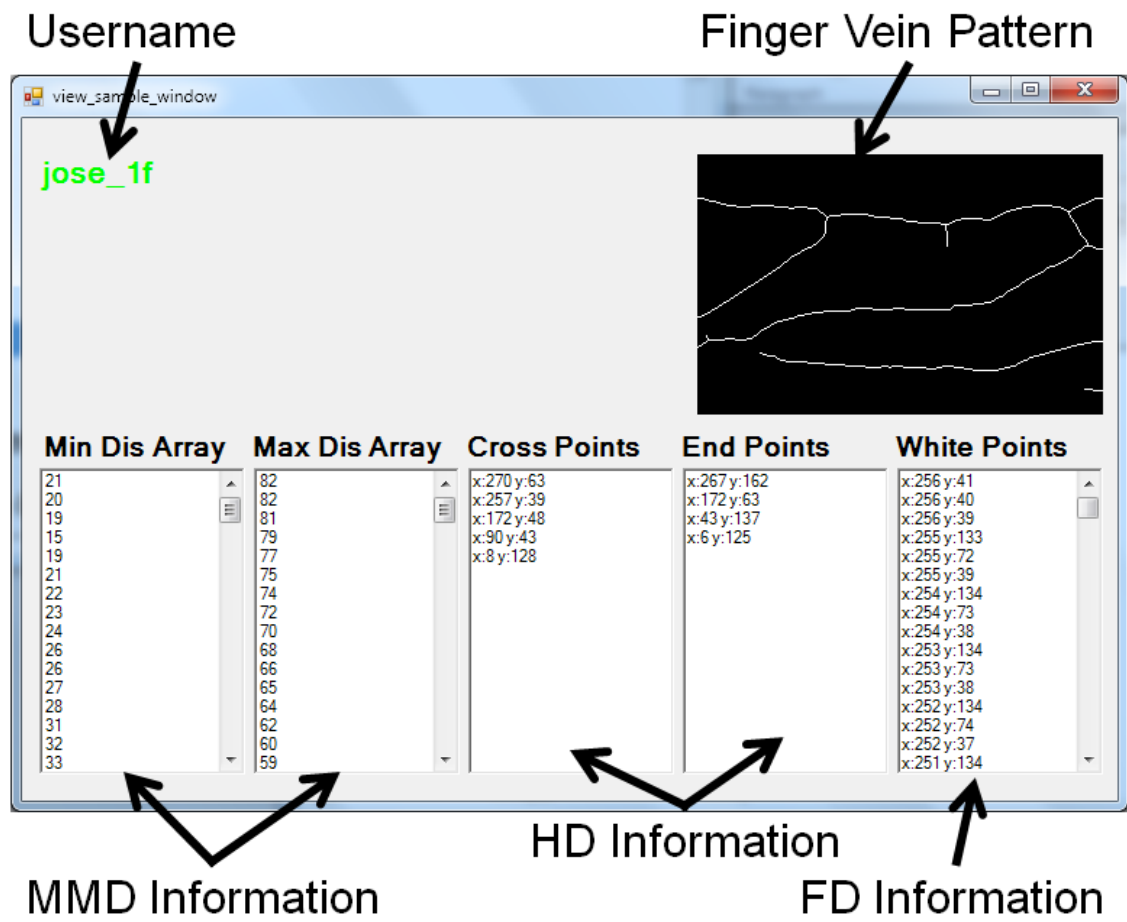 Username
Finger Vein Pattern
view_sample_window
jose_1f
Min Dis Array
Max Dis Array
Cross Points
End Points
White Points
21
20
19
15
19
21
22
23
24
26
26
27
28
31
32
33
82
82
81
79
77
75
74
72
70
68
66
65
64
62
60
59
x:270 y:63
x:257 y:39
x:172 y:48
x:90 y:43
x:8 y:128
x:267 y:162
x:172 y:63
x:43 y:137
x:6 y:125
x:256 y:41
x:256 y:40
x:256 y:39
x:255 y:133
x:255 y:72
x:255 y:39
x:254 y:134
x:254 y:73
x:254 y:38
x:253 y:134
x:253 y:73
x:253 y:38
x:252 y:134
x:252 y:74
x:252 y:37
x:251 y:134
HD Information
MMD Information
FD Information